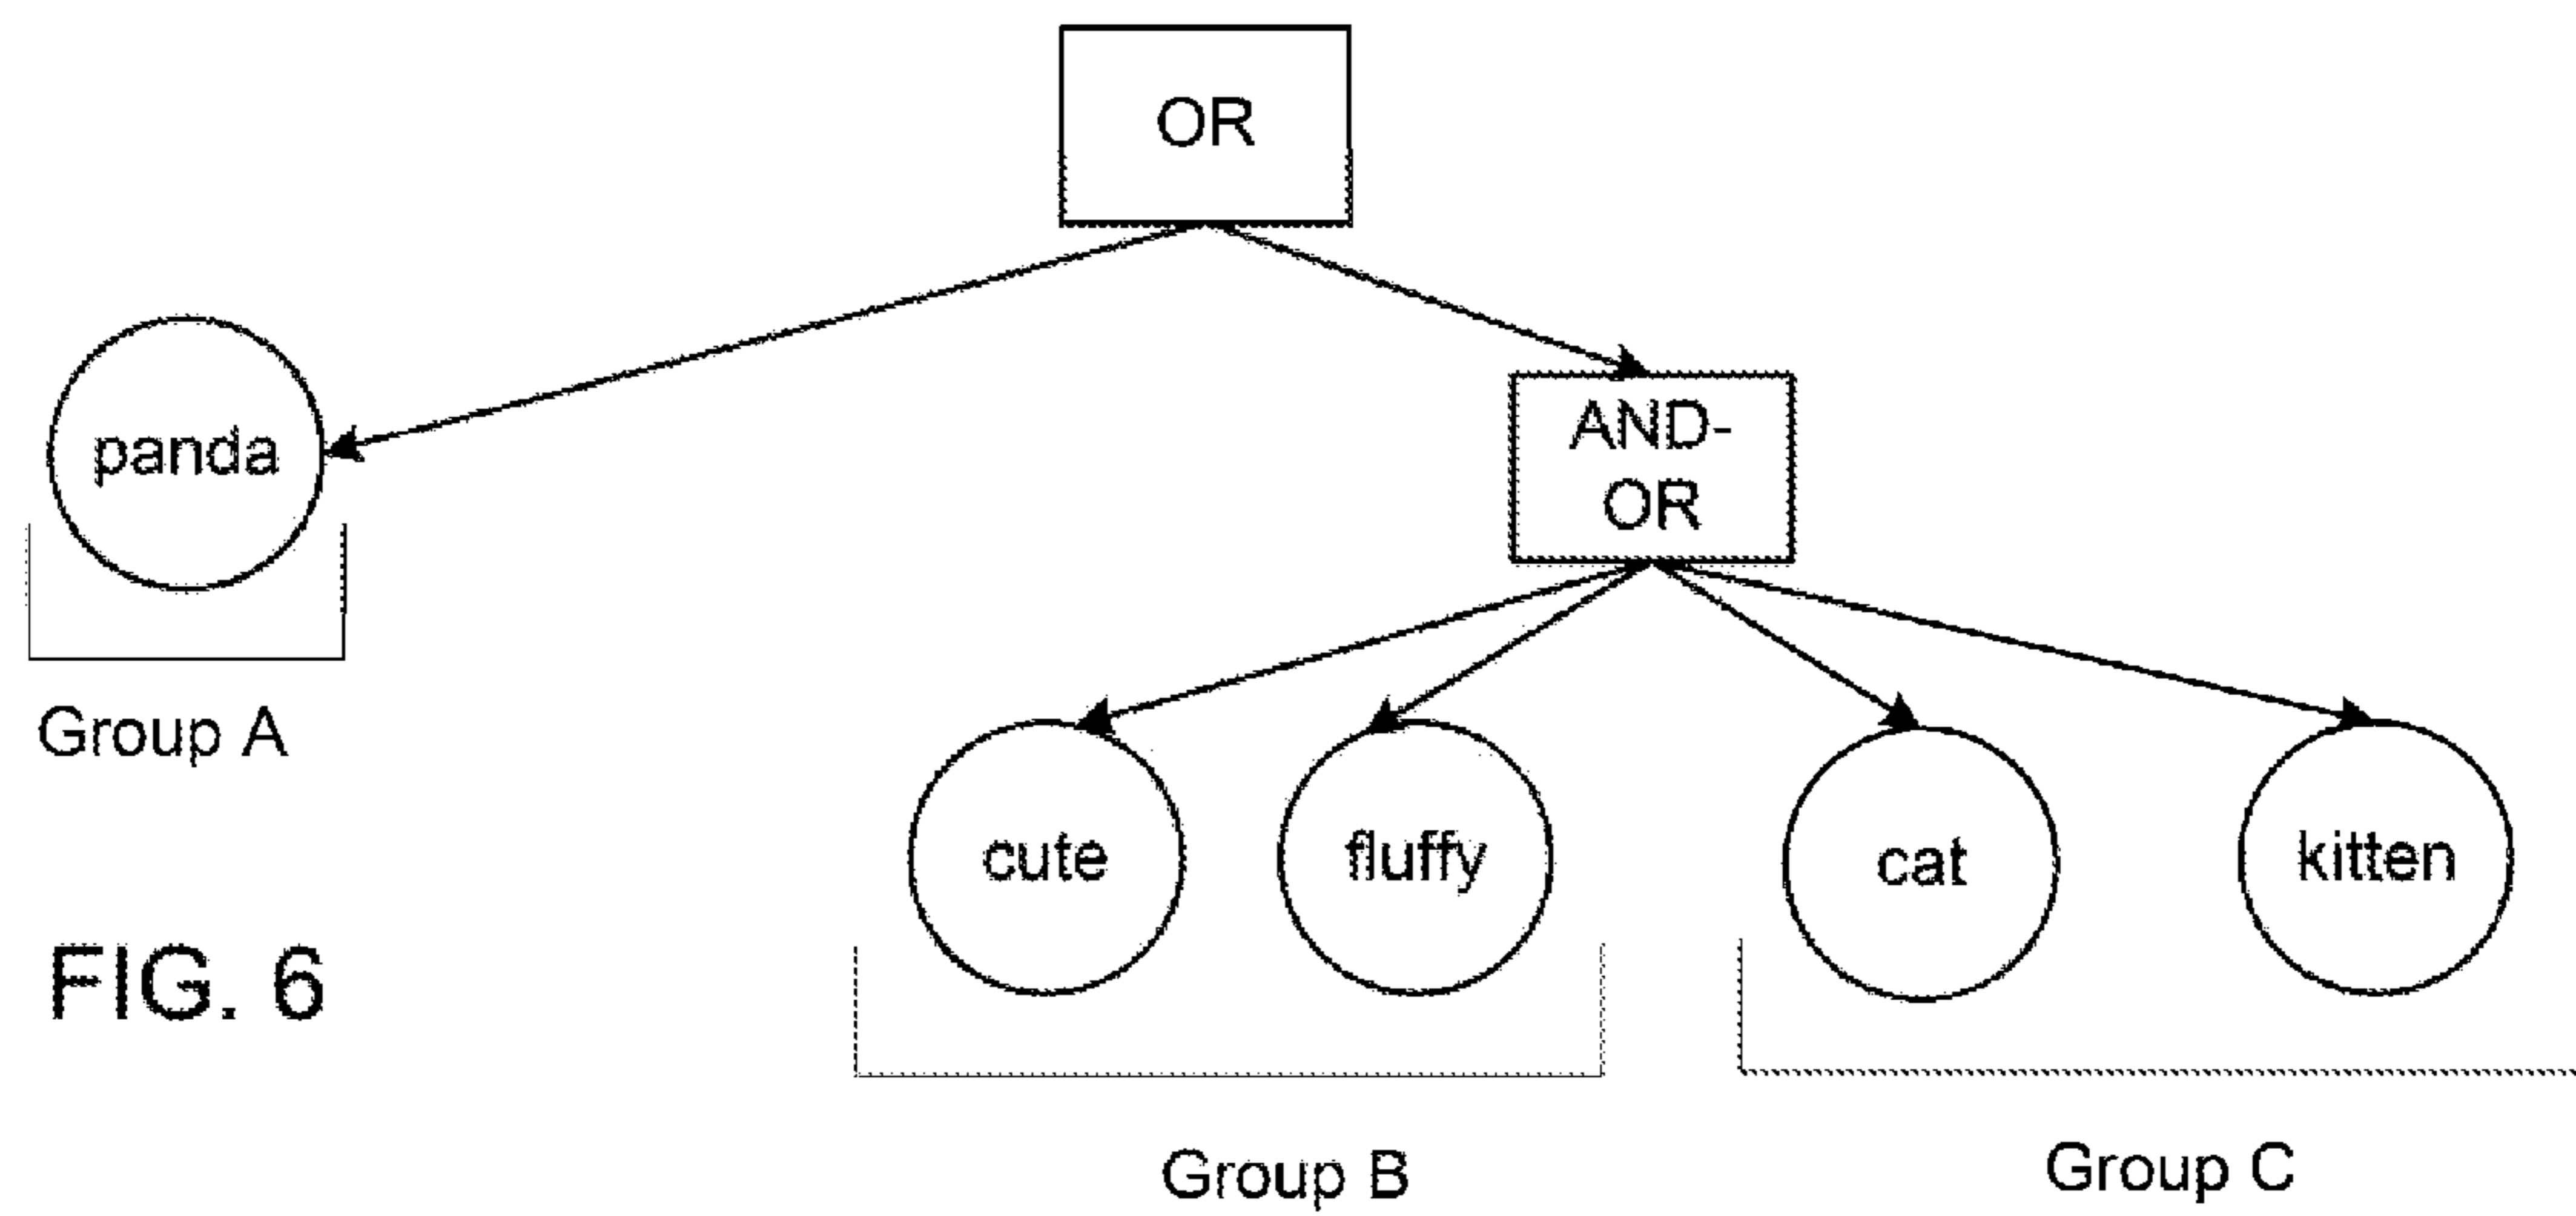 OR
panda
AND-
OR
Group A
cute
fluffy
cat
kitten
FIG. 6
Group B
Group C